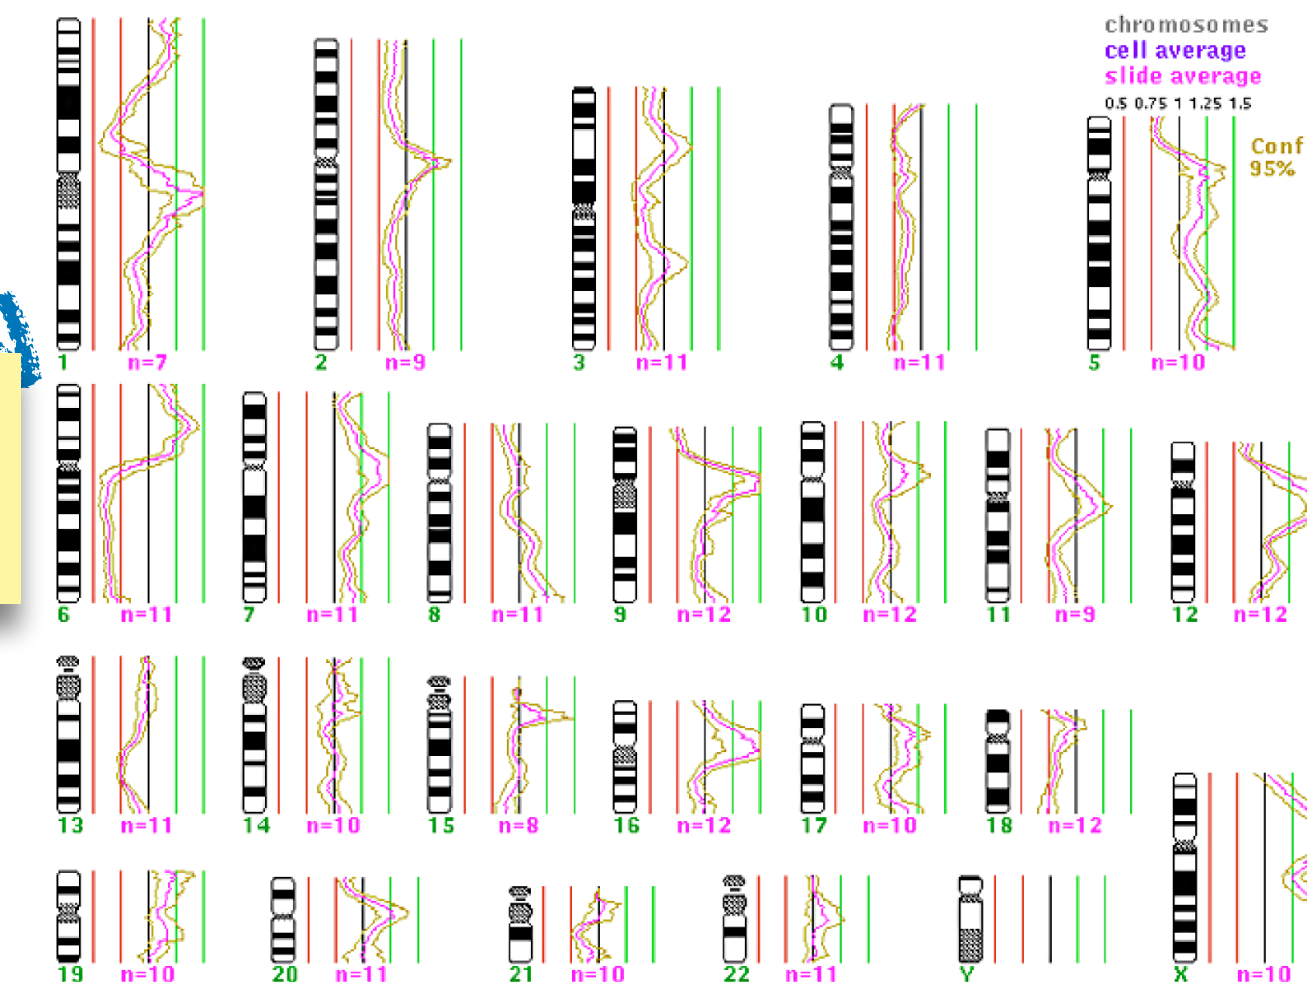 chromosomes
cell average
slide average
0.5 0.75 1 1.25 1.5
Conf
95%
1 n=7
2 n=9
3 n=11
4 n=11
5 n=10
6 n=11
7 n=11
8 n=11
9 n=12
10 n=12
11 n=9
12 n=12
13 n=11
14 n=10
15 n=8
16 n=12
17 n=10
18 n=12
19 n=10
20 n=11
21 n=10
22 n=11
Y
X n=10